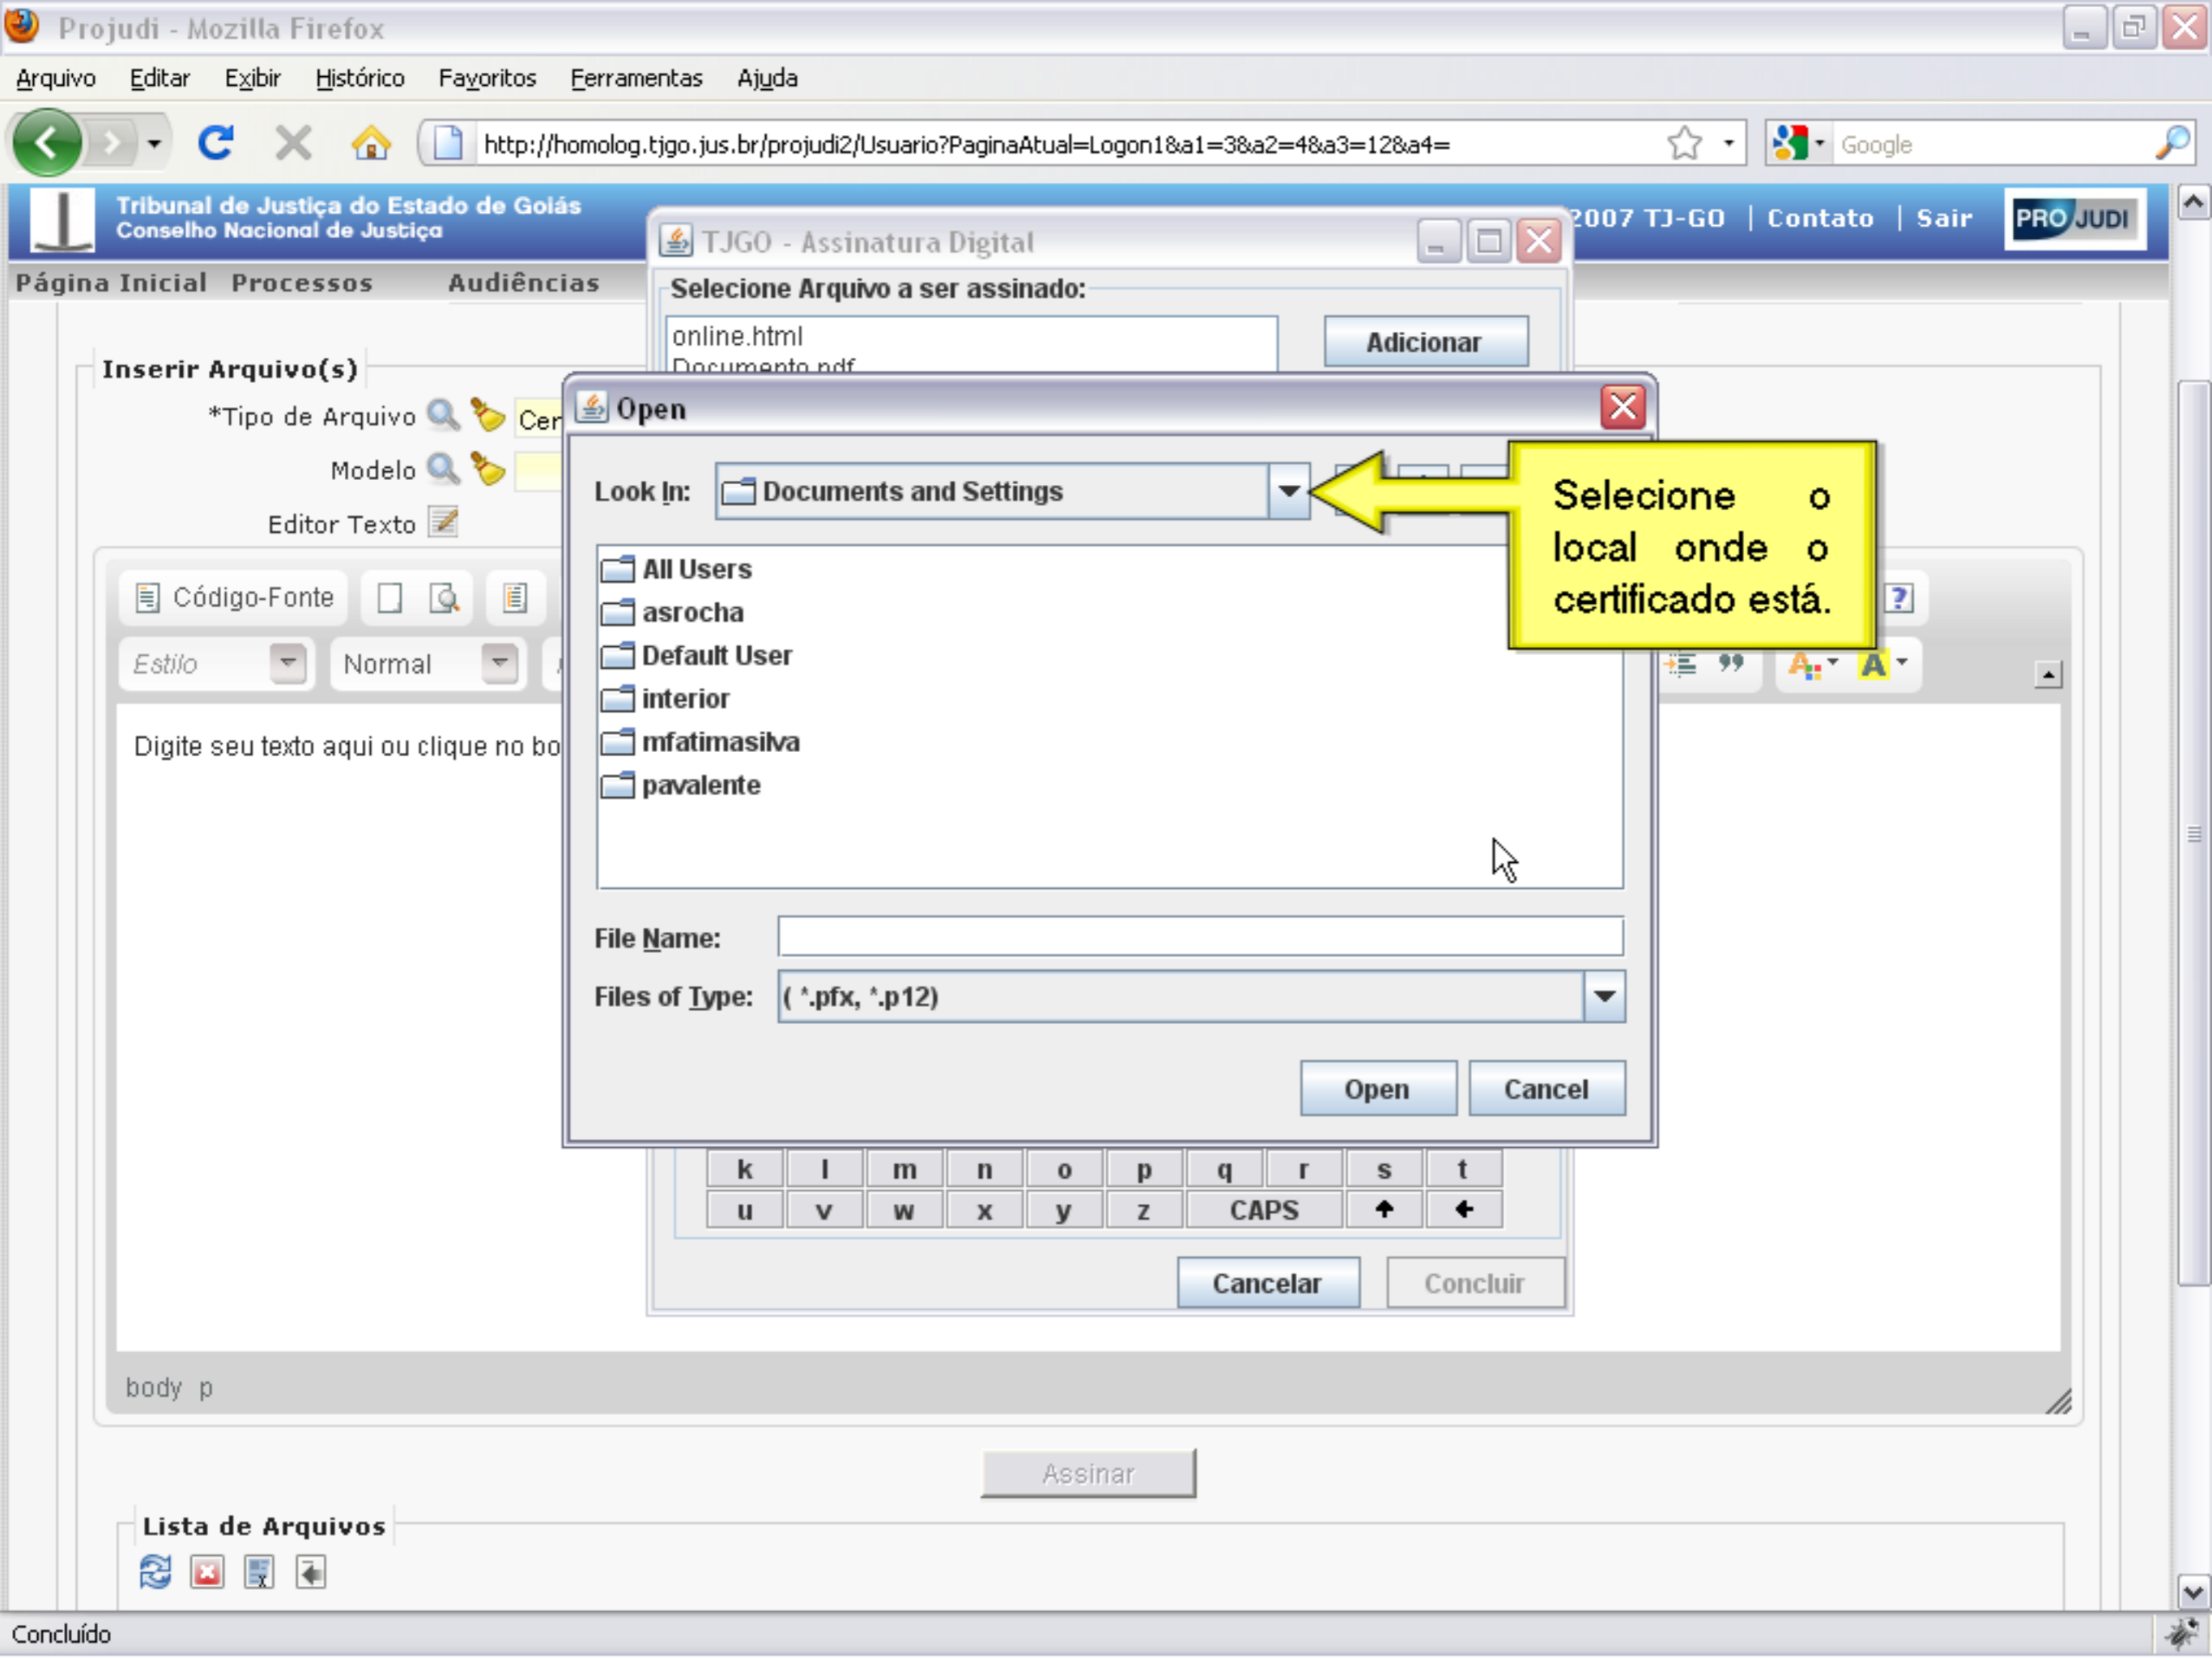 Projudi - Mozilla Firefox
Arquivo Editar Exibir Histórico Favoritos Ferramentas Ajuda
http://homolog.tjgo.jus.br/projudi2/Usuario?PaginaAtual=Logon1&a1=3&a2=4&a3=12&a4=
Google
Tribunal de Justiça do Estado de Goiás
Conselho Nacional de Justiça
2007 TJ-GO | Contato | Sair
PROJUDI
Página Inicial Processos Audiências
TJGO - Assinatura Digital
Selecione Arquivo a ser assinado:
online.html
Documento.pdf
Adicionar
Inserir Arquivo(s)
*Tipo de Arquivo
Cer
Modelo
Editor Texto
Open
Look In: Documents and Settings
Selecione o
local onde o
certificado está.
All Users
asrocha
Default User
interior
mfatimasilva
pavalente
File Name:
Files of Type: ( *.pfx, *.p12)
Open Cancel
Código-Fonte
Estilo Normal
Digite seu texto aqui ou clique no bo
k l m n o p q r s t
u v w x y z CAPS
Cancelar Concluir
body p
Assinar
Lista de Arquivos
Concluído